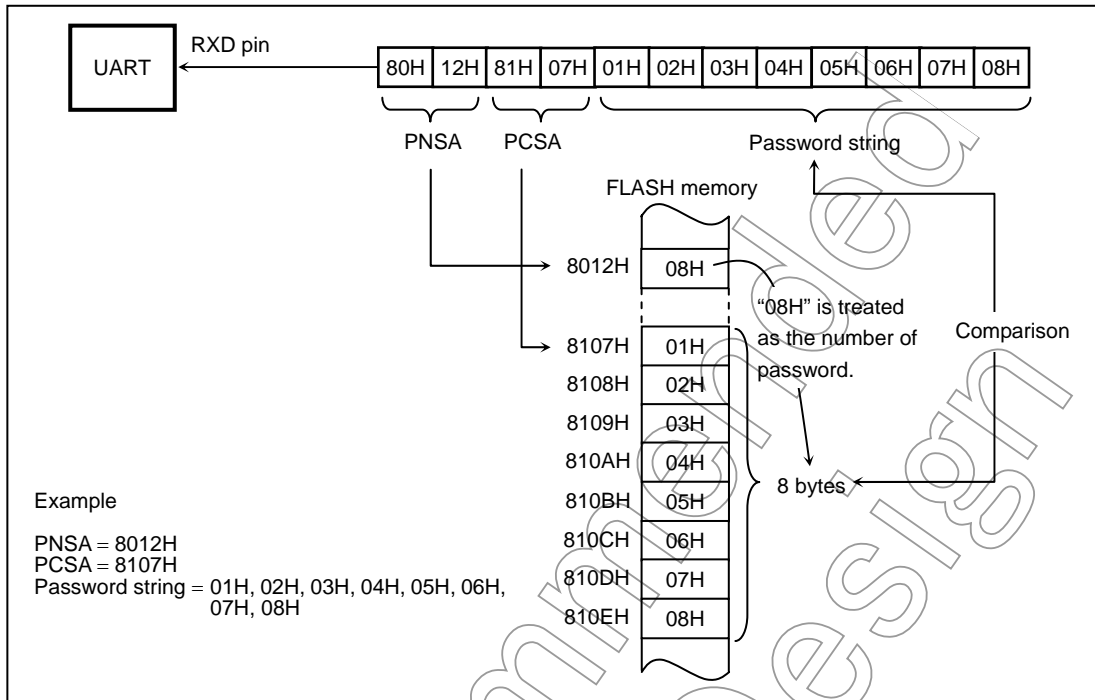 UART
RXD pin
80H 12H 81H 07H 01H 02H 03H 04H 05H 06H 07H 08H
PNSA PCSA Password string
FLASH memory
8012H 08H
“08H” is treated
as the number of
password.
Comparison
8107H 01H
8108H 02H
8109H 03H
810AH 04H
810BH 05H
810CH 06H
810DH 07H
810EH 08H
8 bytes
Example
PNSA = 8012H
PCSA = 8107H
Password string = 01H, 02H, 03H, 04H, 05H, 06H,
07H, 08H
mmended
esign